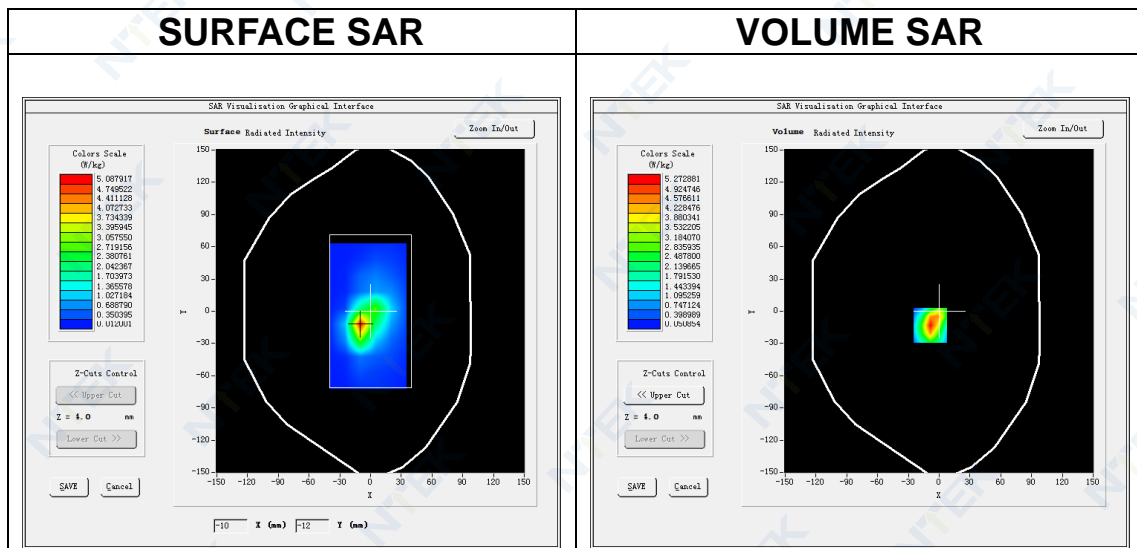 SURFACE SAR
VOLUME SAR
SAR Visualisation Graphical Interface
Surface Radiated Intensity
Zoom In/Out
Colors Scale
(W/kg)
5.087917
4.749522
4.411128
4.072733
3.734339
3.395945
3.057550
2.719156
2.380761
2.042367
1.703973
1.365578
1.027184
0.688790
0.350395
0.012001
150
120
90
60
30
0
-30
-60
-90
-120
-150
Y
-150 -120 -90 -60 -30 0 30 60 90 120 150
X
Z-Cuts Control
<< Upper Cut
Z = 4.0 mm
Lower Cut >>
SAVE Cancel
-10 X (mm) -12 Y (mm)
SAR Visualisation Graphical Interface
Volume Radiated Intensity
Zoom In/Out
Colors Scale
(W/kg)
5.272881
4.924746
4.576611
4.228476
3.880341
3.532205
3.184070
2.835935
2.487800
2.139665
1.791530
1.443394
1.095259
0.747124
0.398989
0.050854
150
120
90
60
30
0
-30
-60
-90
-120
-150
Y
-150 -120 -90 -60 -30 0 30 60 90 120 150
X
Z-Cuts Control
<< Upper Cut
Z = 4.0 mm
Lower Cut >>
SAVE Cancel
NTEK